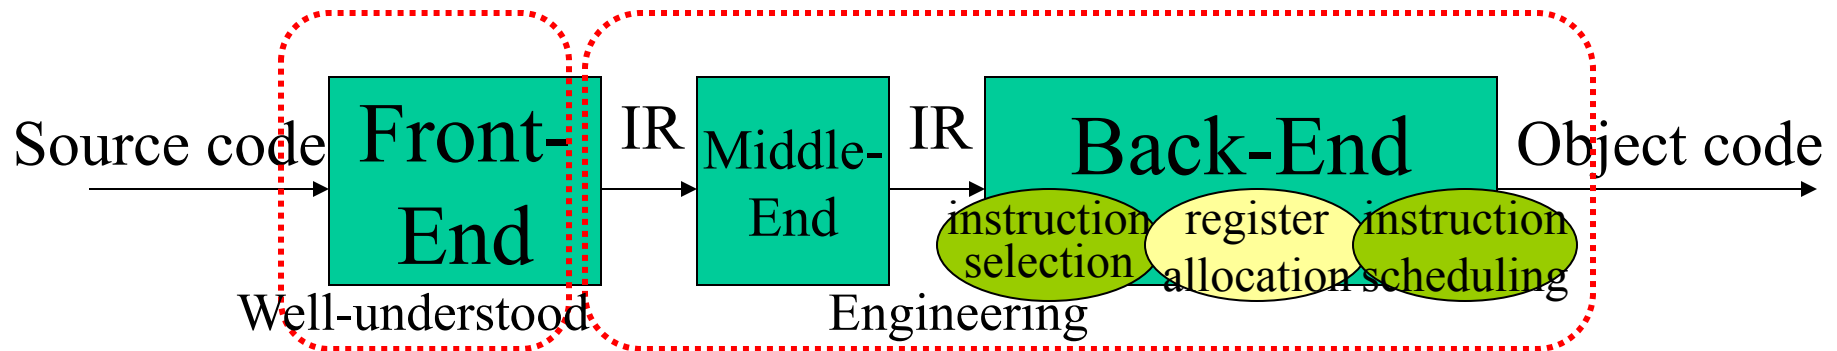 Source code
Front-
End
IR
Middle-
End
IR
Back-End
instruction
selection
register
allocation
instruction
scheduling
Object code
Well-understood
Engineering